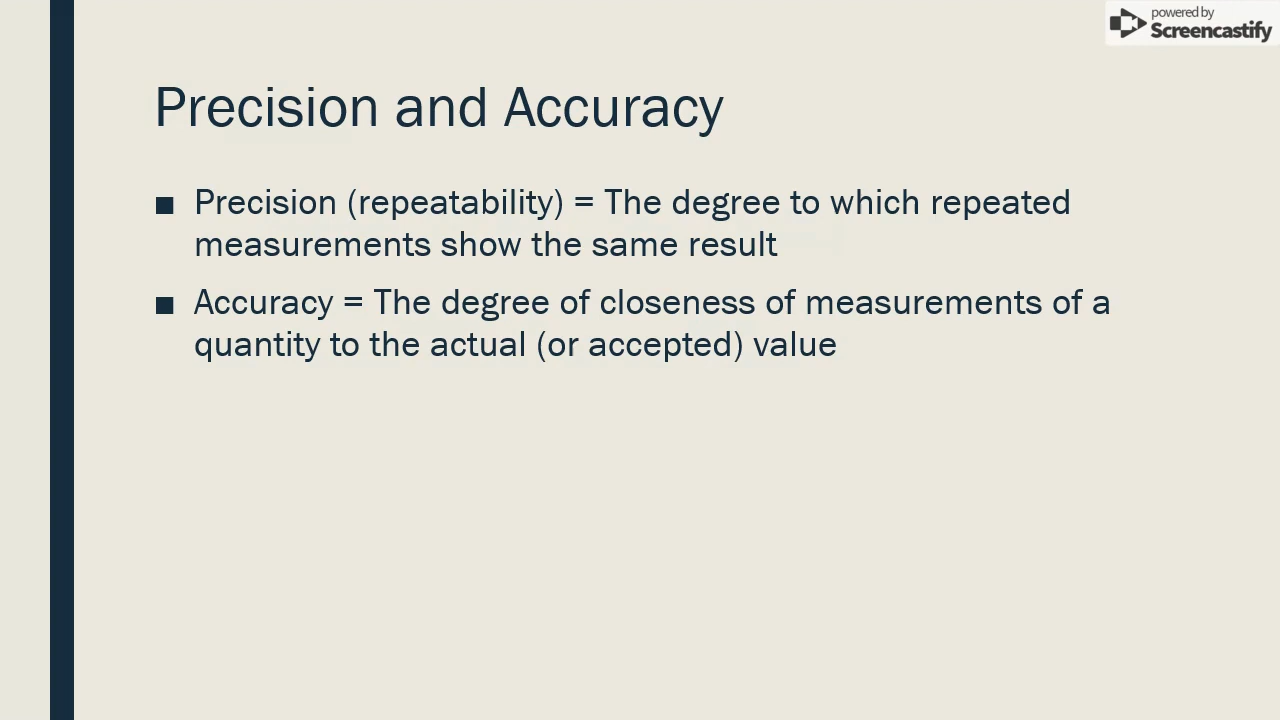 powered by
Screencastify
Precision and Accuracy
■ Precision (repeatability) = The degree to which repeated
measurements show the same result
■ Accuracy = The degree of closeness of measurements of a
quantity to the actual (or accepted) value